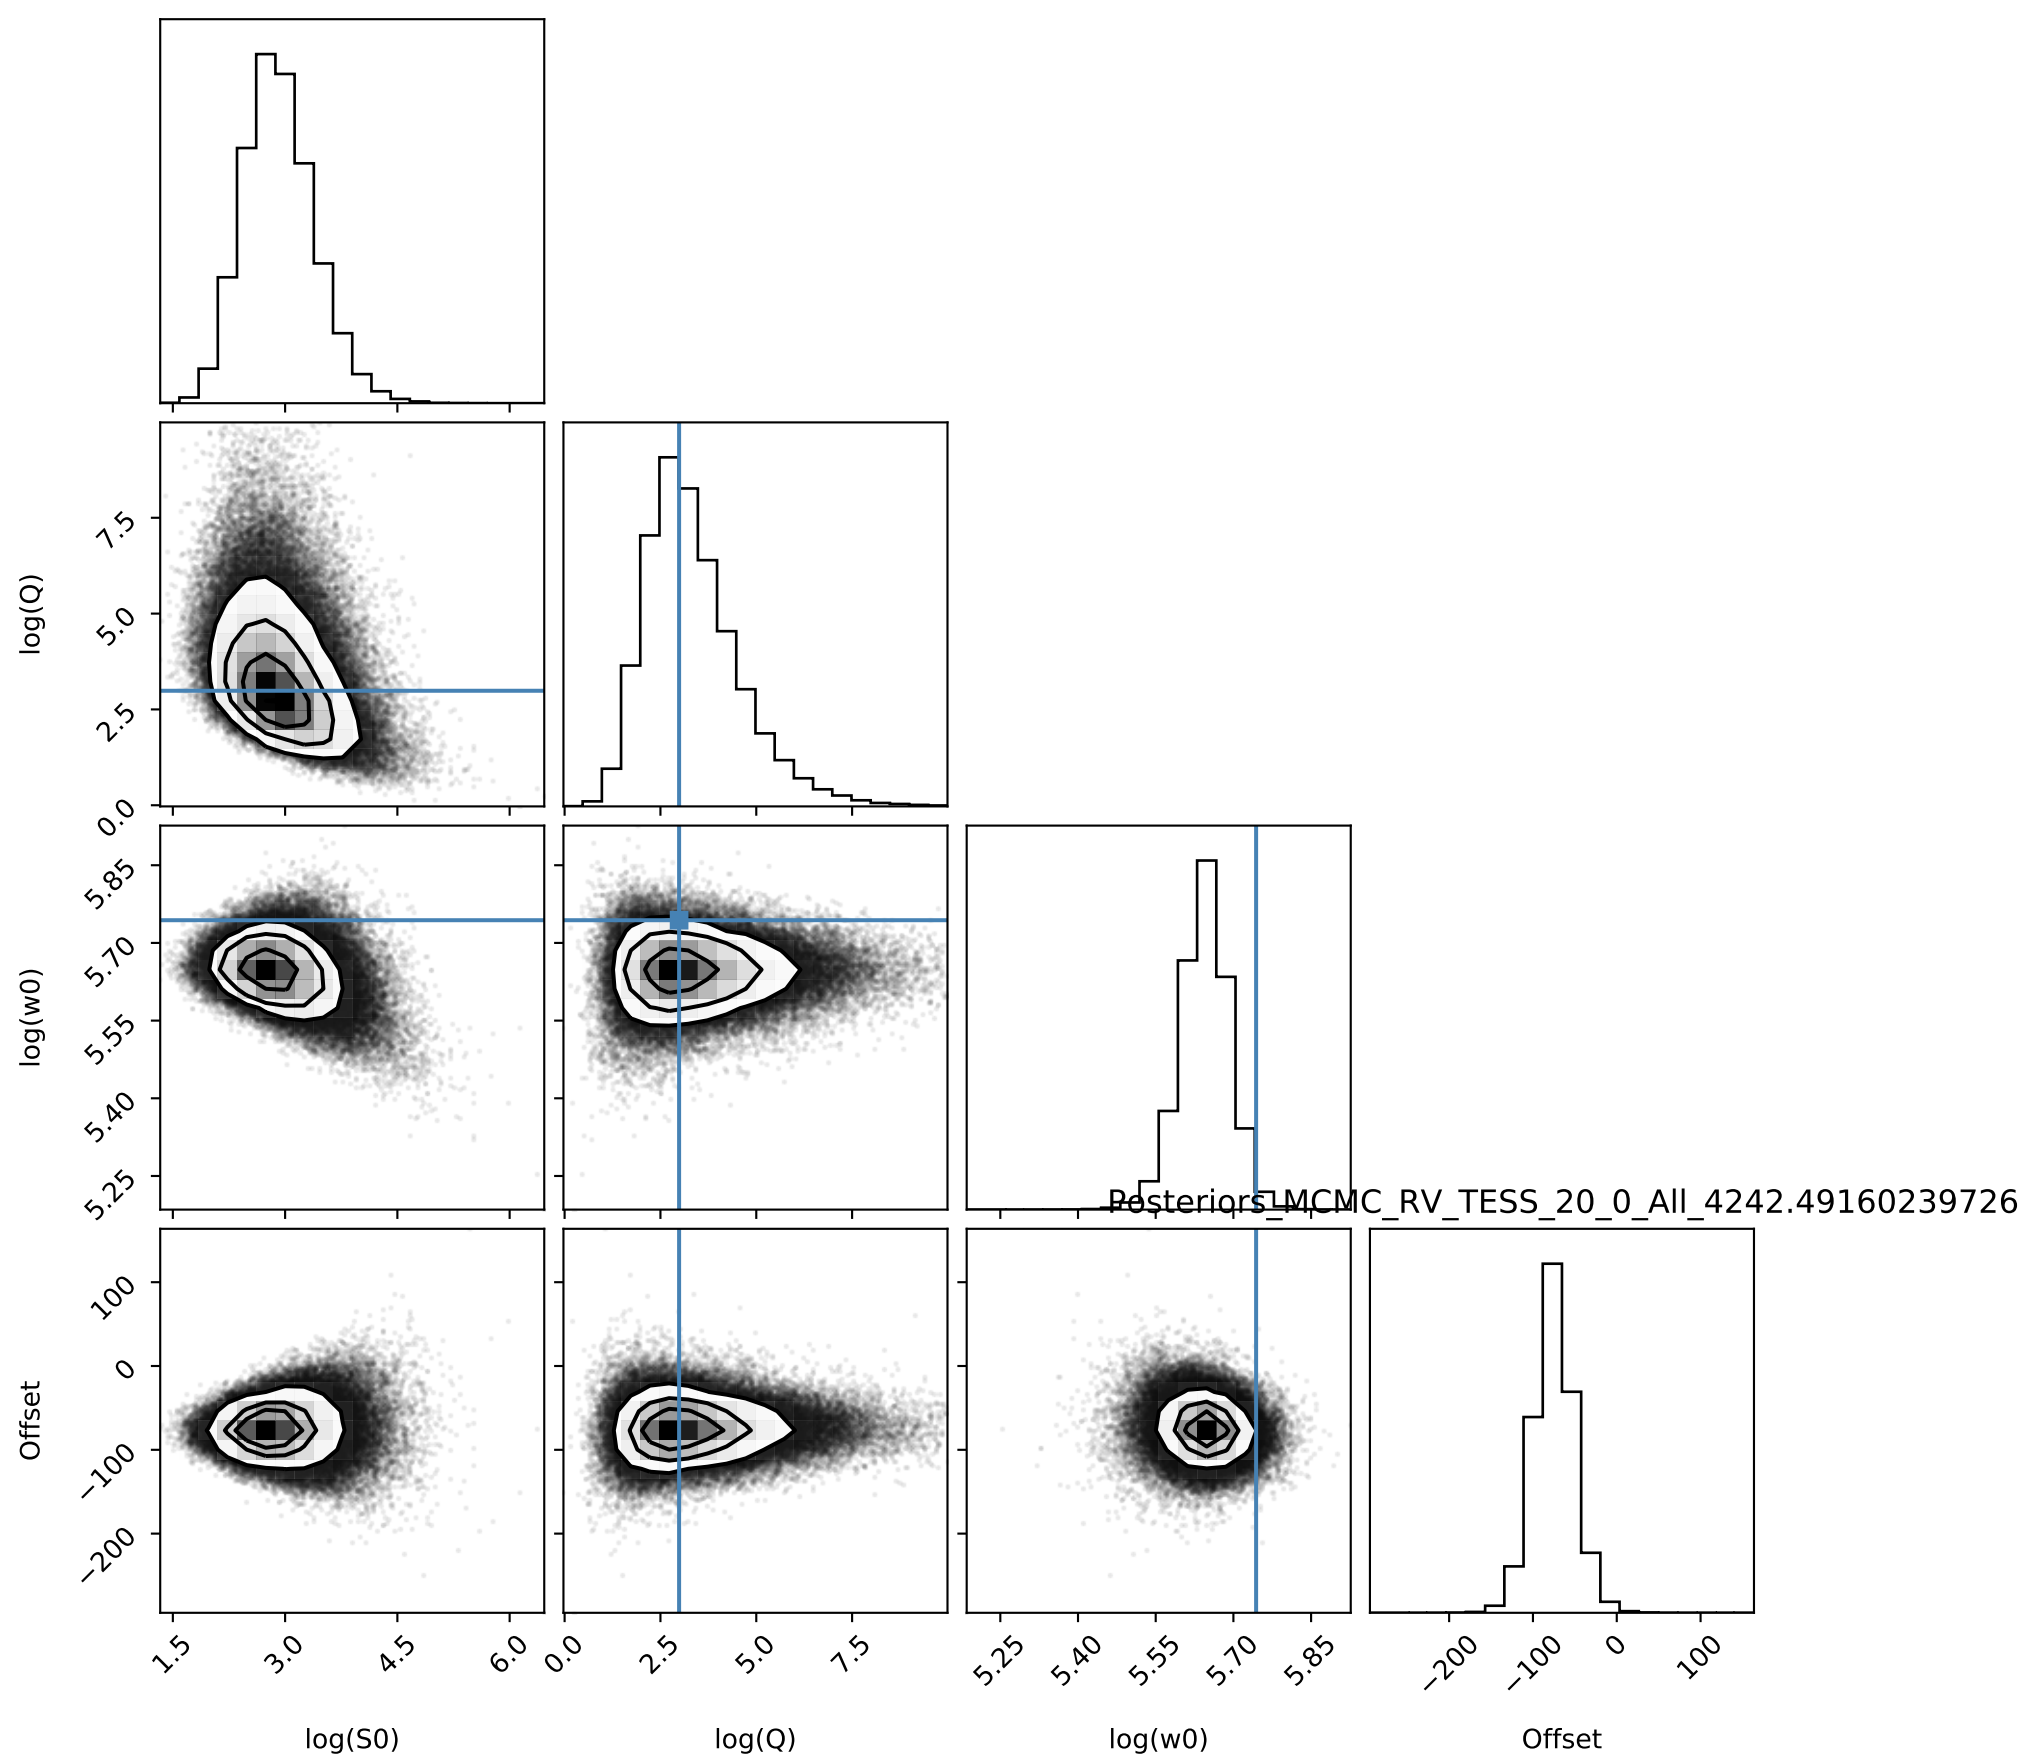 log(Q)
7.5
5.0
2.5
0.0
log(w0)
5.85
5.70
5.55
5.40
5.25
Posteriors_MCMC_RV_TESS_20_0_All_4242.49160239726
Offset
100
0
−100
−200
1.5 3.0 4.5 6.0
0.0 2.5 5.0 7.5
5.25 5.40 5.55 5.70 5.85
−200 −100 0 100
log(S0) log(Q) log(w0) Offset